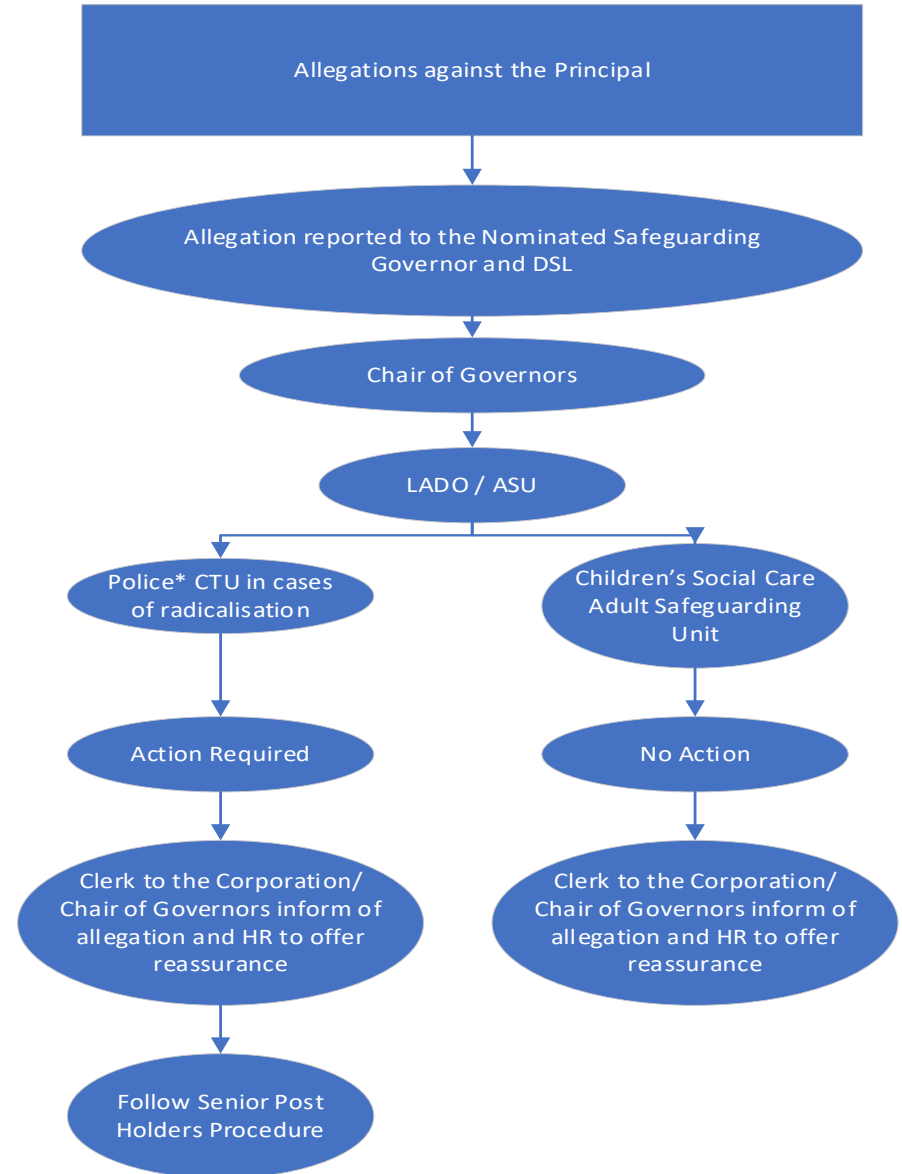 Allegations against the Principal
Allegation reported to the Nominated Safeguarding
Governor and DSL
Chair of Governors
LADO / ASU
Police* CTU in cases
of radicalisation
Children’s Social Care
Adult Safeguarding
Unit
Action Required
No Action
Clerk to the Corporation/
Chair of Governors inform of
allegation and HR to offer
reassurance
Clerk to the Corporation/
Chair of Governors inform of
allegation and HR to offer
reassurance
Follow Senior Post
Holders Procedure